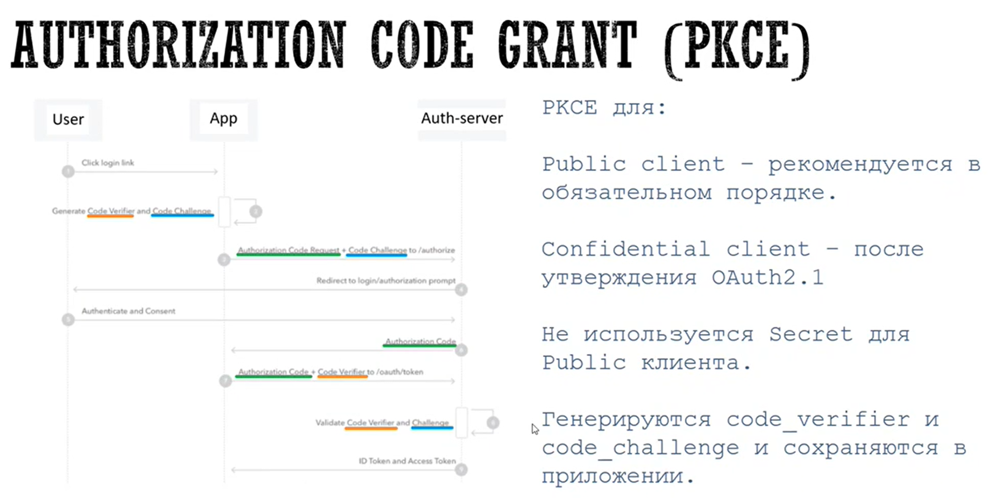 AUTHORIZATION CODE GRANT (PKCE)
User
App
Auth-server
Click login link
Generate Code Verifier and Code Challenge
Authorization Code Request + Code Challenge to /authorize
Redirect to login/authorization prompt
Authenticate and Consent
Authorization Code
Authorization Code + Code Verifier to /oauth/token
Validate Code Verifier and Challenge
ID Token and Access Token
PKCE для:
Public client – рекомендуется в
обязательном порядке.
Confidential client – после
утверждения OAuth2.1
Не используется Secret для
Public клиента.
Генерируются code_verifier и
code_challenge и сохраняются в
приложении.